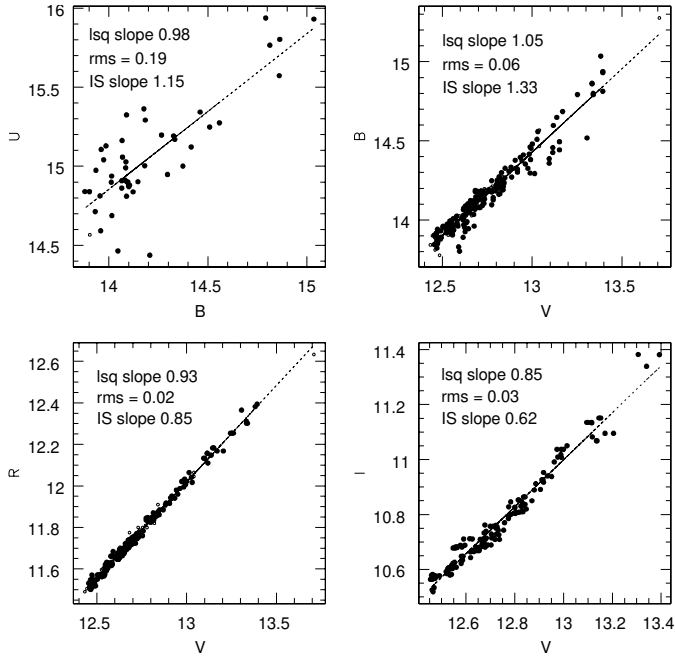 16
15.5
15
14.5
U
lsq slope 0.98
rms = 0.19
IS slope 1.15
14
14.5
15
B
15
14.5
14
B
lsq slope 1.05
rms = 0.06
IS slope 1.33
12.5
13
13.5
V
12.6
12.4
12.2
12
11.8
11.6
R
lsq slope 0.93
rms = 0.02
IS slope 0.85
12.5
13
13.5
V
11.4
11.2
11
10.8
10.6
I
lsq slope 0.85
rms = 0.03
IS slope 0.62
12.6
12.8
13
13.2
13.4
V